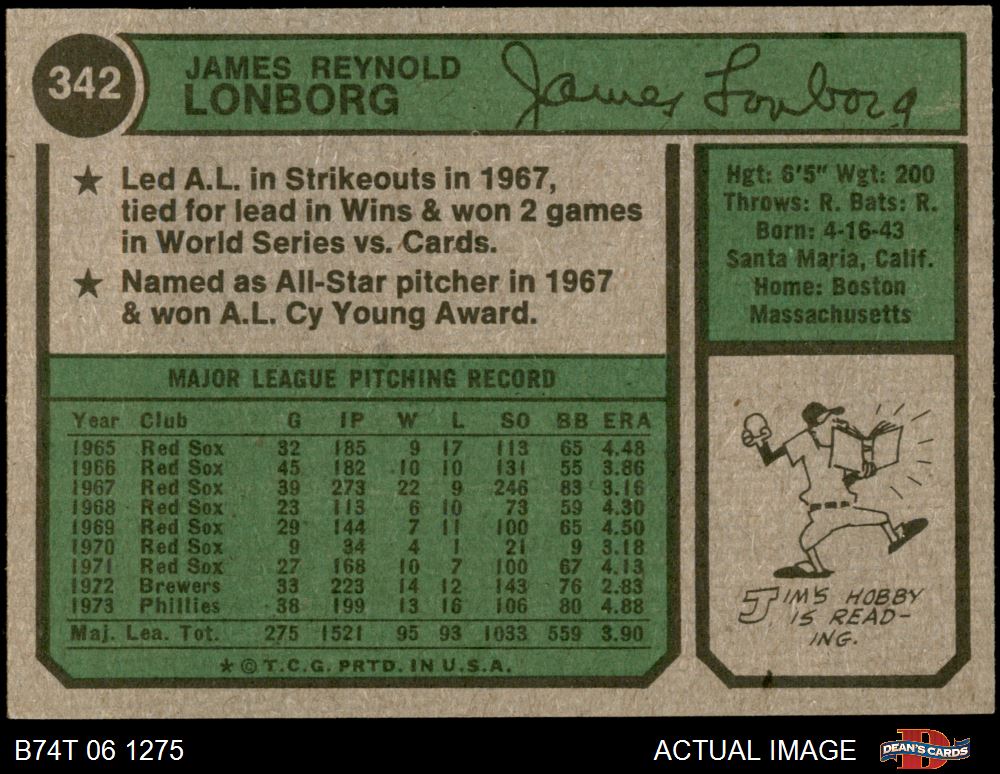 342
JAMES REYNOLD
LONBORG
James Lonborg
★ Led A.L. in Strikeouts in 1967,
tied for lead in Wins & won 2 games
in World Series vs. Cards.
★ Named as All-Star pitcher in 1967
& won A.L. Cy Young Award.
Hgt: 6'5" Wgt: 200
Throws: R. Bats: R.
Born: 4-16-43
Santa Maria, Calif.
Home: Boston
Massachusetts
MAJOR LEAGUE PITCHING RECORD
Year Club G IP W L SO BB ERA
1965 Red Sox 32 185 9 17 113 65 4.48
1966 Red Sox 45 182 10 10 131 55 3.86
1967 Red Sox 39 273 22 9 246 83 3.16
1968 Red Sox 23 113 6 10 73 59 4.30
1969 Red Sox 29 144 7 11 100 65 4.50
1970 Red Sox 9 34 4 1 21 9 3.18
1971 Red Sox 27 168 10 7 100 67 4.13
1972 Brewers 33 223 14 12 143 76 2.83
1973 Phillies 38 199 13 16 106 80 4.88
Maj. Lea. Tot. 275 1521 95 93 1033 559 3.90
★ © T.C.G. PRTD. IN U.S.A.
JIM'S HOBBY
IS READ-
ING.
B74T 06 1275
ACTUAL IMAGE
DEAN'S CARDS